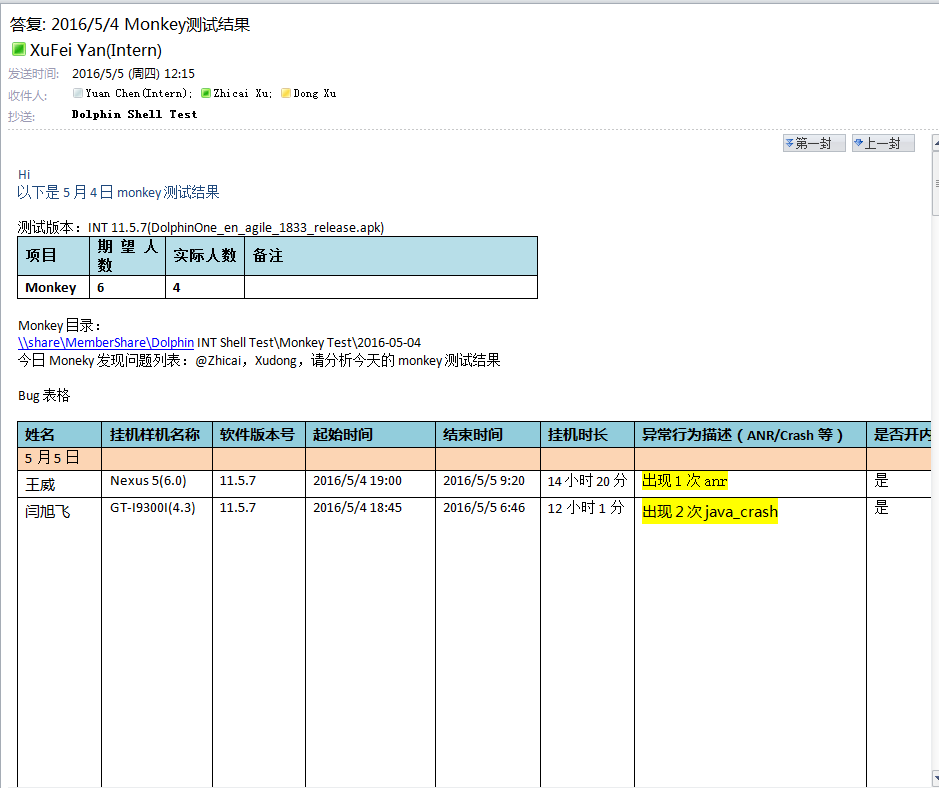 答复: 2016/5/4 Monkey测试结果
XuFei Yan(Intern)
发送时间: 2016/5/5 (周四) 12:15
收件人: Yuan Chen(Intern); Zhicai Xu; Dong Xu
抄送: Dolphin Shell Test
第一封 上一封
Hi
以下是 5 月 4 日 monkey 测试结果
测试版本：INT 11.5.7(DolphinOne_en_agile_1833_release.apk)
项目 期望人数 实际人数 备注
Monkey 6 4
Monkey 目录：
\\share\MemberShare\Dolphin INT Shell Test\Monkey Test\2016-05-04
今日 Moneky 发现问题列表：@Zhicai，Xudong，请分析今天的 monkey 测试结果
Bug 表格
姓名 挂机样机名称 软件版本号 起始时间 结束时间 挂机时长 异常行为描述（ANR/Crash 等） 是否开内
5 月 5 日
王威 Nexus 5(6.0) 11.5.7 2016/5/4 19:00 2016/5/5 9:20 14 小时 20 分 出现 1 次 anr 是
闫旭飞 GT-I9300I(4.3) 11.5.7 2016/5/4 18:45 2016/5/5 6:46 12 小时 1 分 出现 2 次 java_crash 是